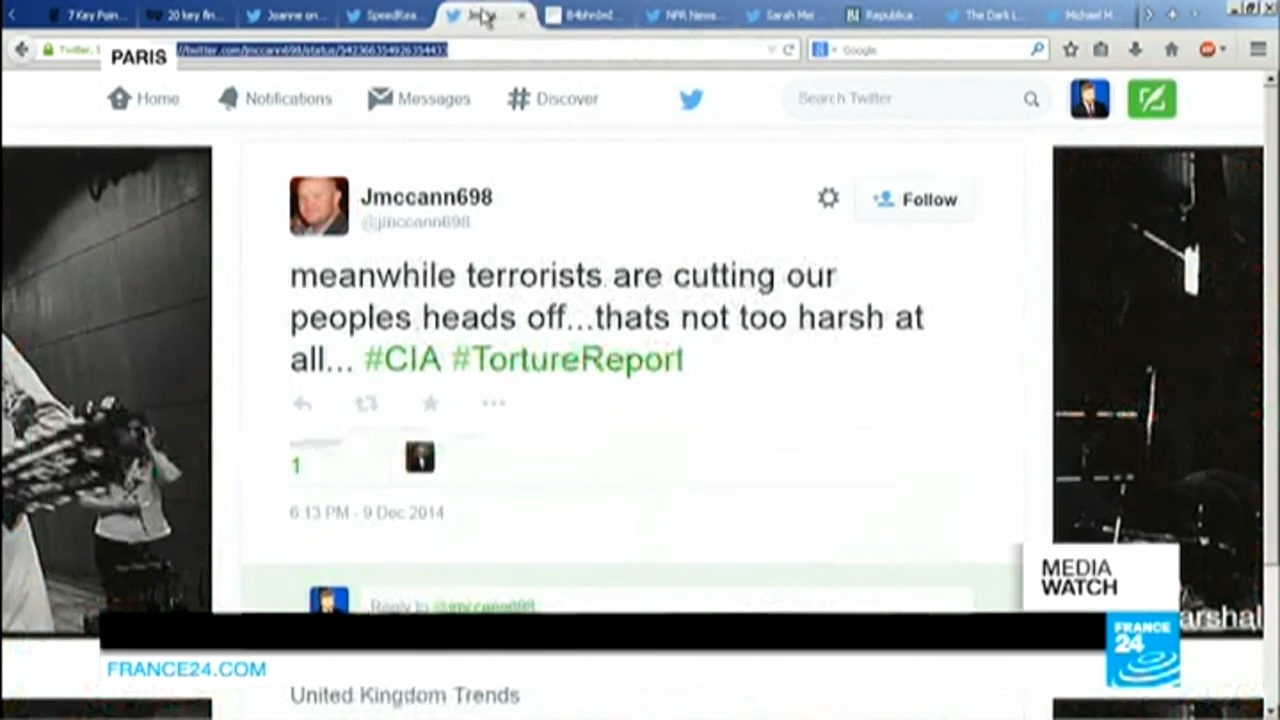 7 Key Poin...
20 key fin...
Joanne on...
SpeedRea...
NPR News...
Sarah Mei ...
Republica...
The Dark L...
Michael M...
Twitter, I
//twitter.com/jmccann698/status/542366354926354433
Google
PARIS
Home
Notifications
Messages
Discover
Search Twitter
Jmccann698
@jmccann698
Follow
meanwhile terrorists are cutting our
peoples heads off...thats not too harsh at
all... #CIA #TortureReport
1
6:13 PM - 9 Dec 2014
Reply to @jmccann698
MEDIA
WATCH
arshal
FRANCE
24
FRANCE24.COM
United Kingdom Trends